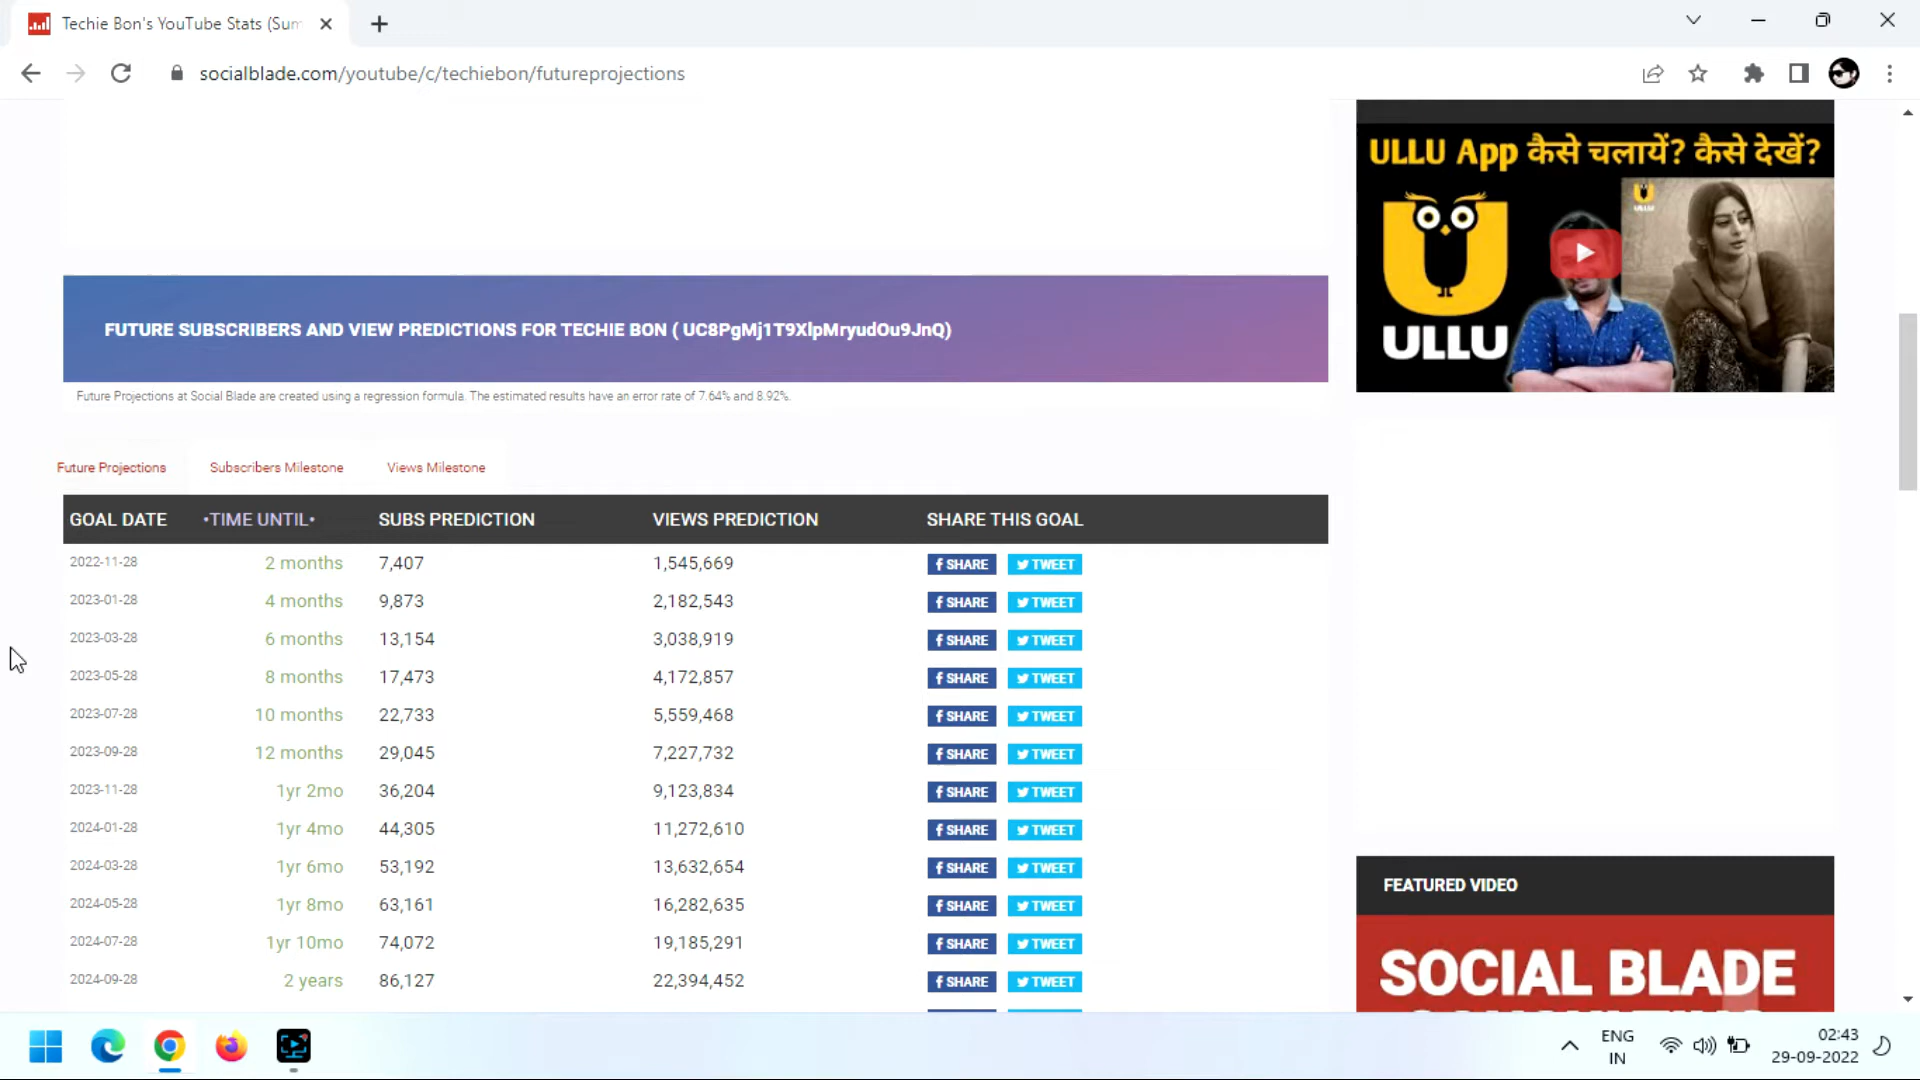 Techie Bon's YouTube Stats (Sum
socialblade.com/youtube/c/techiebon/futureprojections
ULLU App कैसे चलायें? कैसे देखें?
ULLU
ULLU
FUTURE SUBSCRIBERS AND VIEW PREDICTIONS FOR TECHIE BON ( UC8PgMj1T9XlpMryudOu9JnQ)
Future Projections at Social Blade are created using a regression formula. The estimated results have an error rate of 7.64% and 8.92%.
Future Projections Subscribers Milestone Views Milestone
GOAL DATE •TIME UNTIL• SUBS PREDICTION VIEWS PREDICTION SHARE THIS GOAL
2022-11-28 2 months 7,407 1,545,669 SHARE TWEET
2023-01-28 4 months 9,873 2,182,543 SHARE TWEET
2023-03-28 6 months 13,154 3,038,919 SHARE TWEET
2023-05-28 8 months 17,473 4,172,857 SHARE TWEET
2023-07-28 10 months 22,733 5,559,468 SHARE TWEET
2023-09-28 12 months 29,045 7,227,732 SHARE TWEET
2023-11-28 1yr 2mo 36,204 9,123,834 SHARE TWEET
2024-01-28 1yr 4mo 44,305 11,272,610 SHARE TWEET
2024-03-28 1yr 6mo 53,192 13,632,654 SHARE TWEET
2024-05-28 1yr 8mo 63,161 16,282,635 SHARE TWEET
2024-07-28 1yr 10mo 74,072 19,185,291 SHARE TWEET
2024-09-28 2 years 86,127 22,394,452 SHARE TWEET
FEATURED VIDEO
SOCIAL BLADE
ENG
IN
02:43
29-09-2022